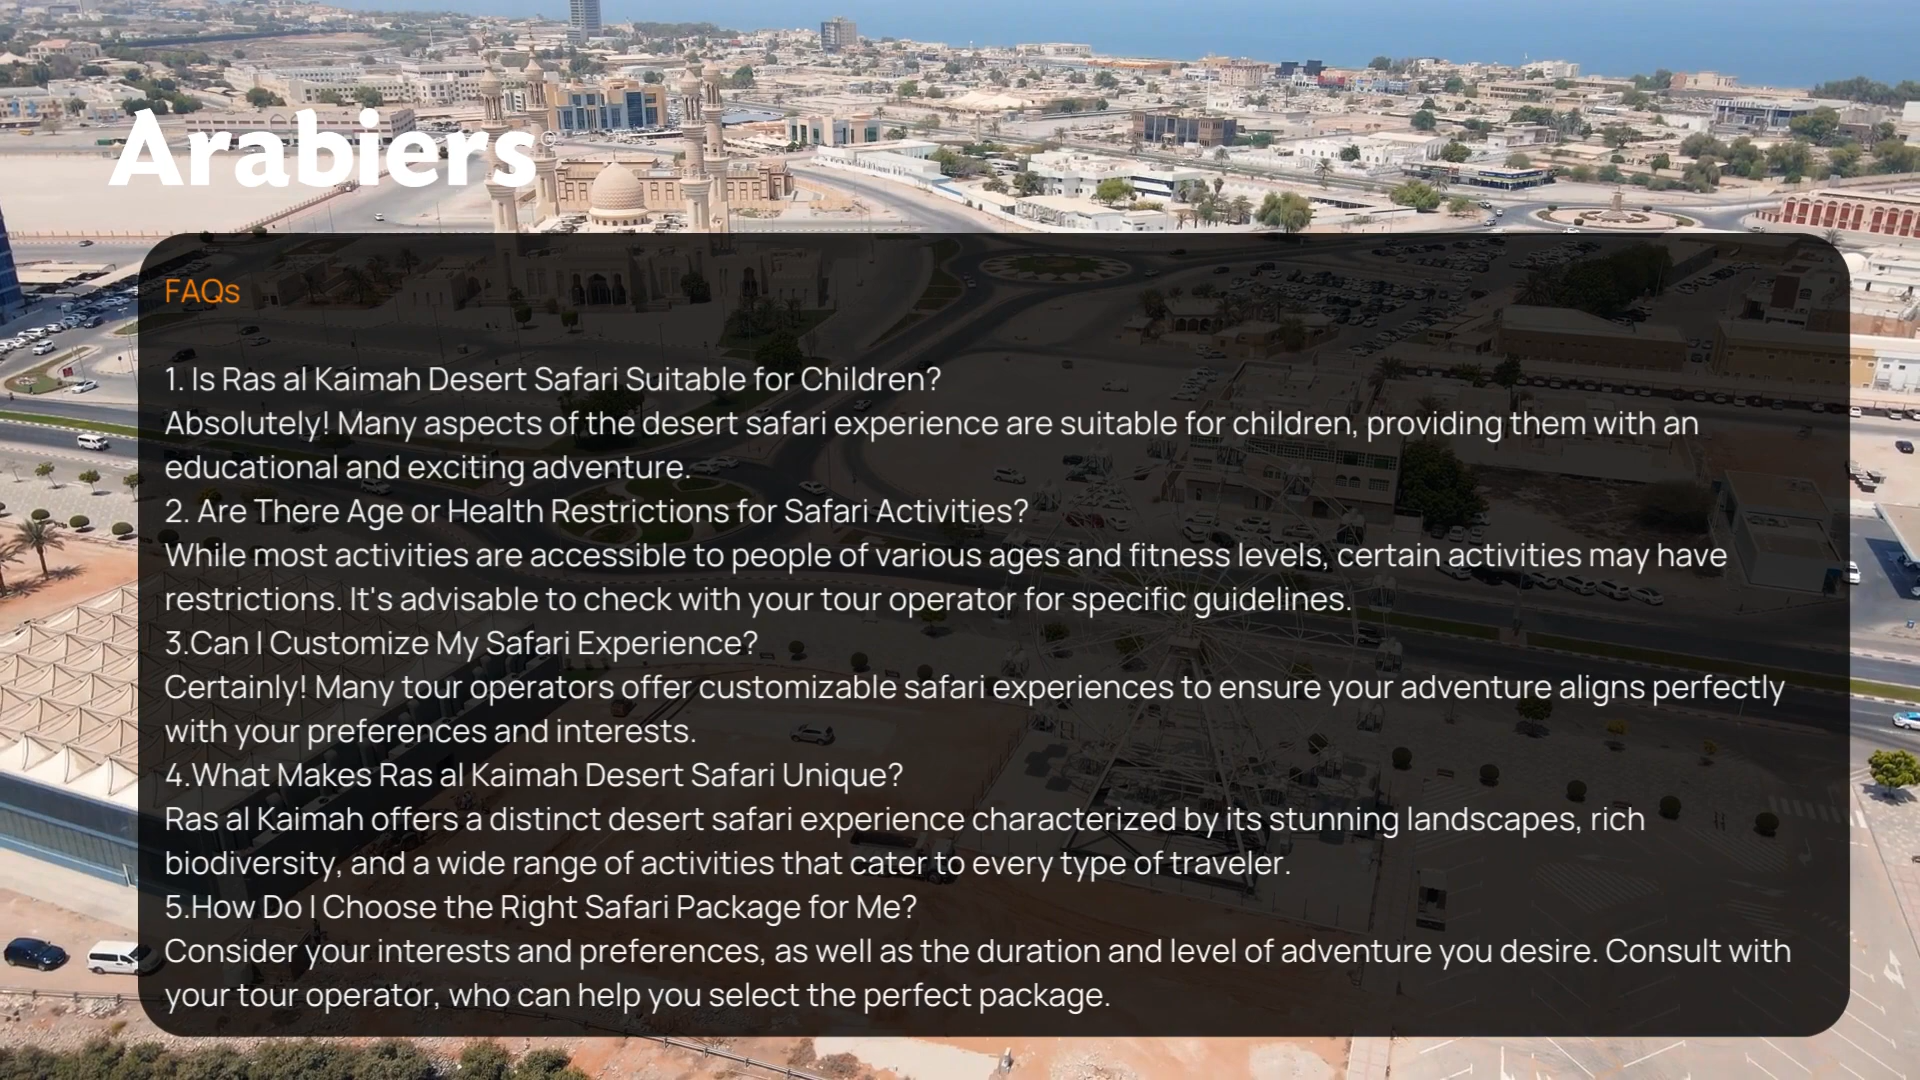 Arabiers
FAQs
1. Is Ras al Kaimah Desert Safari Suitable for Children?
Absolutely! Many aspects of the desert safari experience are suitable for children, providing them with an
educational and exciting adventure.
2. Are There Age or Health Restrictions for Safari Activities?
While most activities are accessible to people of various ages and fitness levels, certain activities may have
restrictions. It's advisable to check with your tour operator for specific guidelines.
3.Can I Customize My Safari Experience?
Certainly! Many tour operators offer customizable safari experiences to ensure your adventure aligns perfectly
with your preferences and interests.
4.What Makes Ras al Kaimah Desert Safari Unique?
Ras al Kaimah offers a distinct desert safari experience characterized by its stunning landscapes, rich
biodiversity, and a wide range of activities that cater to every type of traveler.
5.How Do I Choose the Right Safari Package for Me?
Consider your interests and preferences, as well as the duration and level of adventure you desire. Consult with
your tour operator, who can help you select the perfect package.